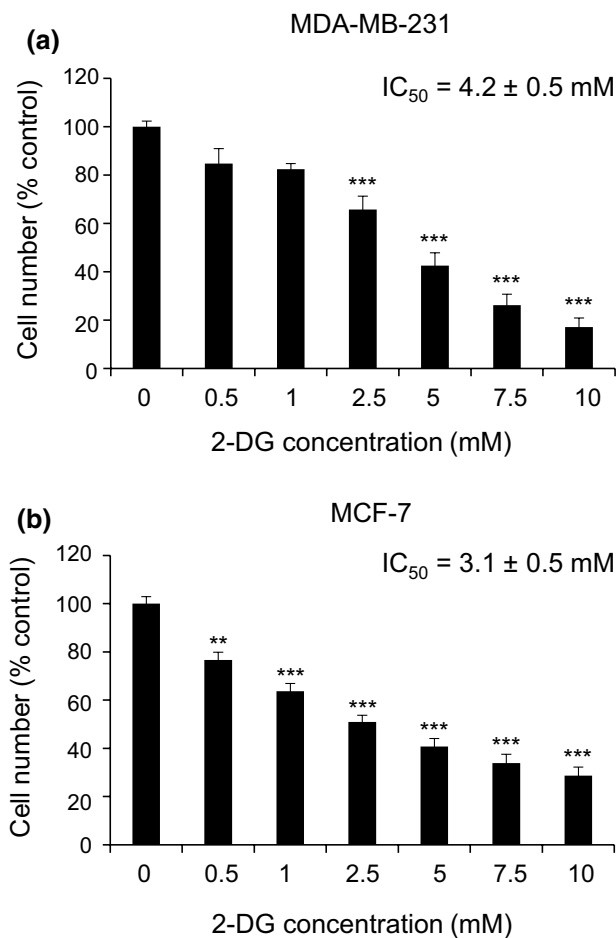 (a)
MDA-MB-231
IC50 = 4.2 ± 0.5 mM
Cell number (% control)
120
100
80
60
40
20
0
***
***
***
***
0 0.5 1 2.5 5 7.5 10
2-DG concentration (mM)
(b)
MCF-7
IC50 = 3.1 ± 0.5 mM
Cell number (% control)
120
100
80
60
40
20
0
**
***
***
***
***
***
0 0.5 1 2.5 5 7.5 10
2-DG concentration (mM)